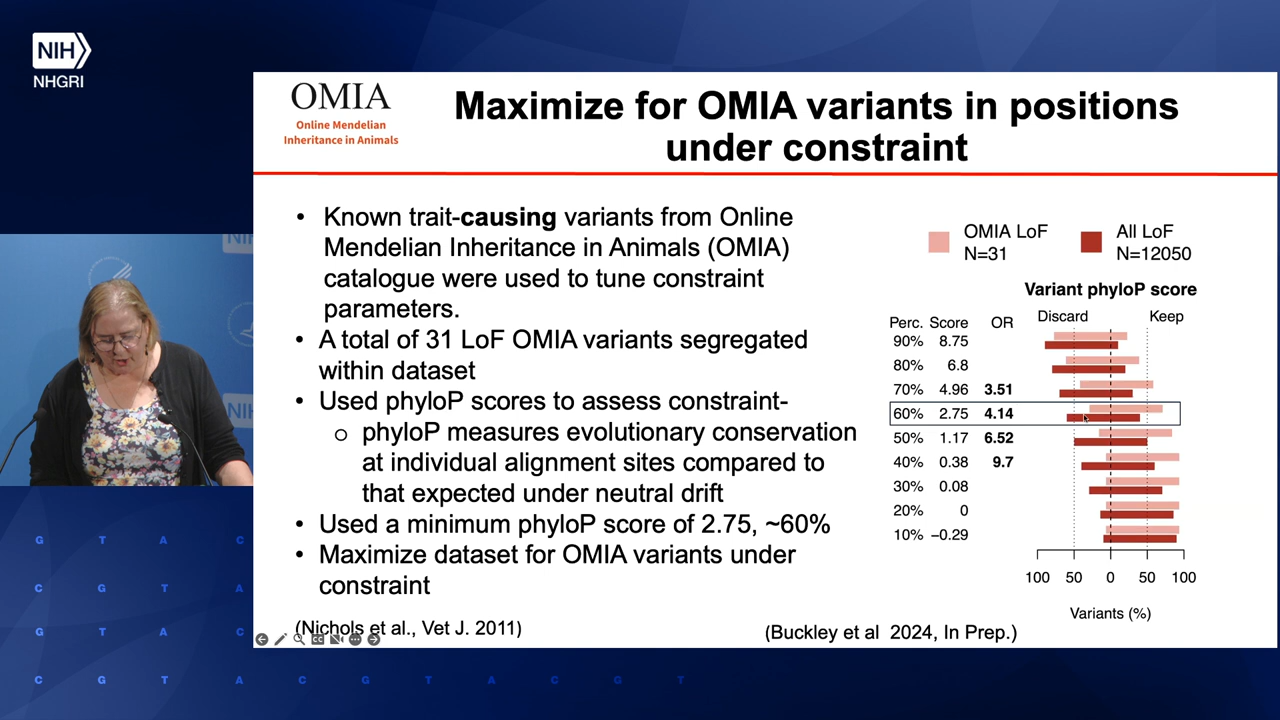 NIH
NHGRI
OMIA
Online Mendelian
Inheritance in Animals
Maximize for OMIA variants in positions
under constraint
• Known trait-causing variants from Online
Mendelian Inheritance in Animals (OMIA)
catalogue were used to tune constraint
parameters.
• A total of 31 LoF OMIA variants segregated
within dataset
• Used phyloP scores to assess constraint-
o phyloP measures evolutionary conservation
at individual alignment sites compared to
that expected under neutral drift
• Used a minimum phyloP score of 2.75, ~60%
• Maximize dataset for OMIA variants under
constraint
(Nichols et al., Vet J. 2011)
OMIA LoF
N=31
All LoF
N=12050
Variant phyloP score
Perc. Score OR Discard Keep
90% 8.75
80% 6.8
70% 4.96 3.51
60% 2.75 4.14
50% 1.17 6.52
40% 0.38 9.7
30% 0.08
20% 0
10% −0.29
100 50 0 50 100
Variants (%)
(Buckley et al 2024, In Prep.)
NIH
NIH
G T A C
C G T A
G T A C
C G T A C G T A C G T